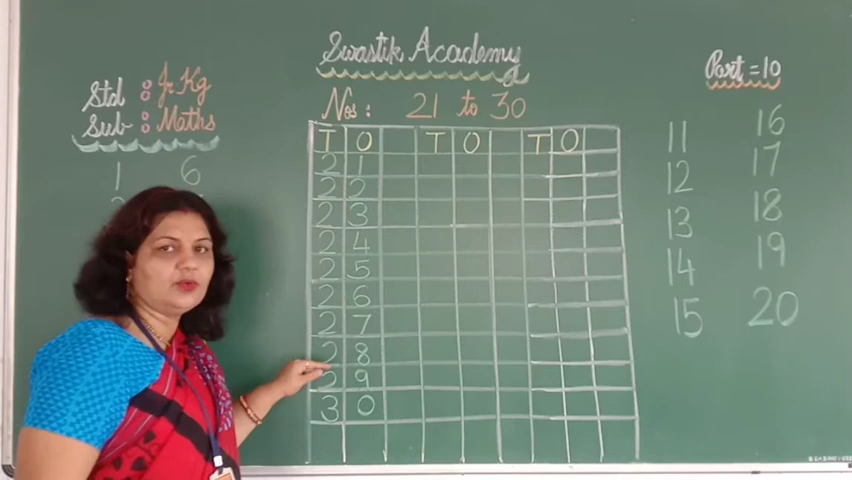 Swastik Academy
Part = 10
Std : Jr. Kg
Sub : Maths
Nos : 21 to 30
1 6
T O T O T O
2 1
2 2
2 3
2 4
2 5
2 6
2 7
2 8
2 9
3 0
11 16
12 17
13 18
14 19
15 20